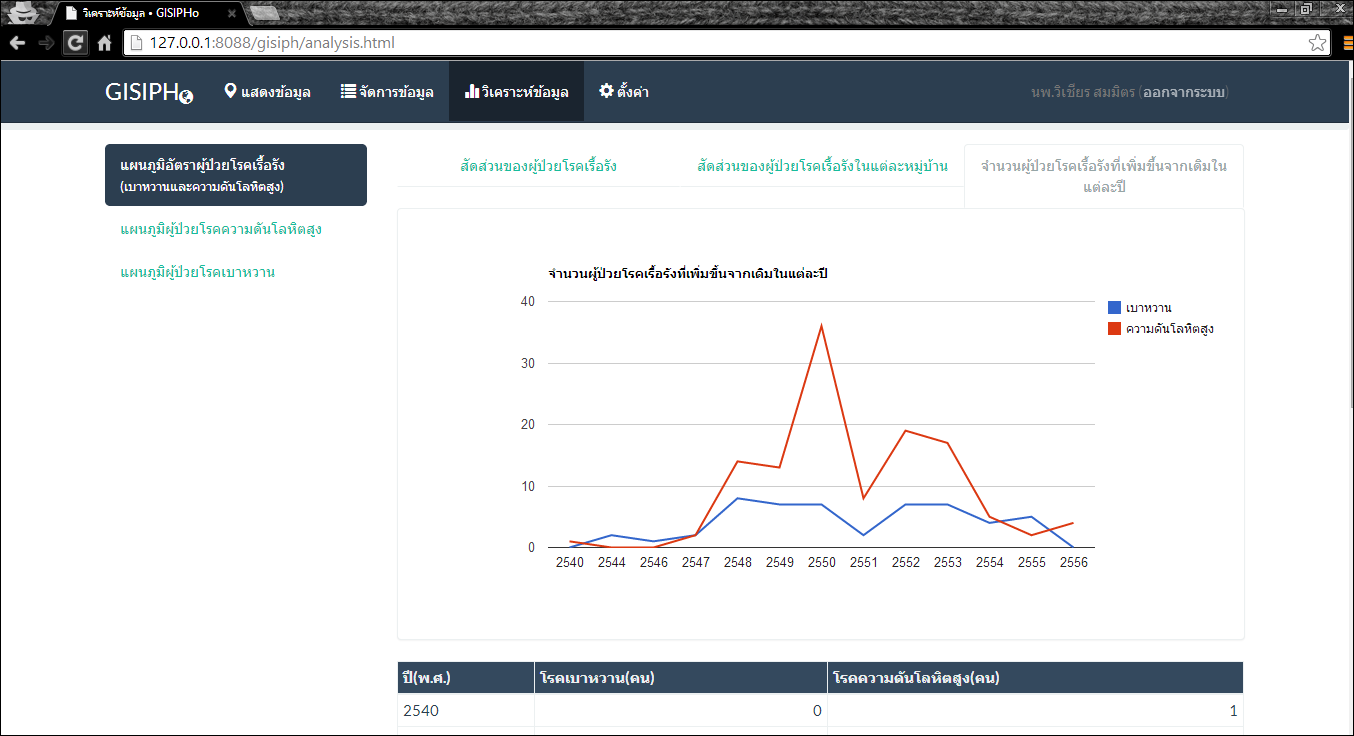 วิเคราะห์ข้อมูล • GISIPHo
127.0.0.1:8088/gisiph/analysis.html
GISIPH
แสดงข้อมูล
จัดการข้อมูล
วิเคราะห์ข้อมูล
ตั้งค่า
นพ.วิเชียร สมมิตร (ออกจากระบบ)
แผนภูมิอัตราผู้ป่วยโรคเรื้อรัง
(เบาหวานและความดันโลหิตสูง)
แผนภูมิผู้ป่วยโรคความดันโลหิตสูง
แผนภูมิผู้ป่วยโรคเบาหวาน
สัดส่วนของผู้ป่วยโรคเรื้อรัง
สัดส่วนของผู้ป่วยโรคเรื้อรังในแต่ละหมู่บ้าน
จำนวนผู้ป่วยโรคเรื้อรังที่เพิ่มขึ้นจากเดิมใน
แต่ละปี
จำนวนผู้ป่วยโรคเรื้อรังที่เพิ่มขึ้นจากเดิมในแต่ละปี
40
30
20
10
0
2540 2544 2546 2547 2548 2549 2550 2551 2552 2553 2554 2555 2556
เบาหวาน
ความดันโลหิตสูง
ปี(พ.ศ.) โรคเบาหวาน(คน) โรคความดันโลหิตสูง(คน)
2540 0 1